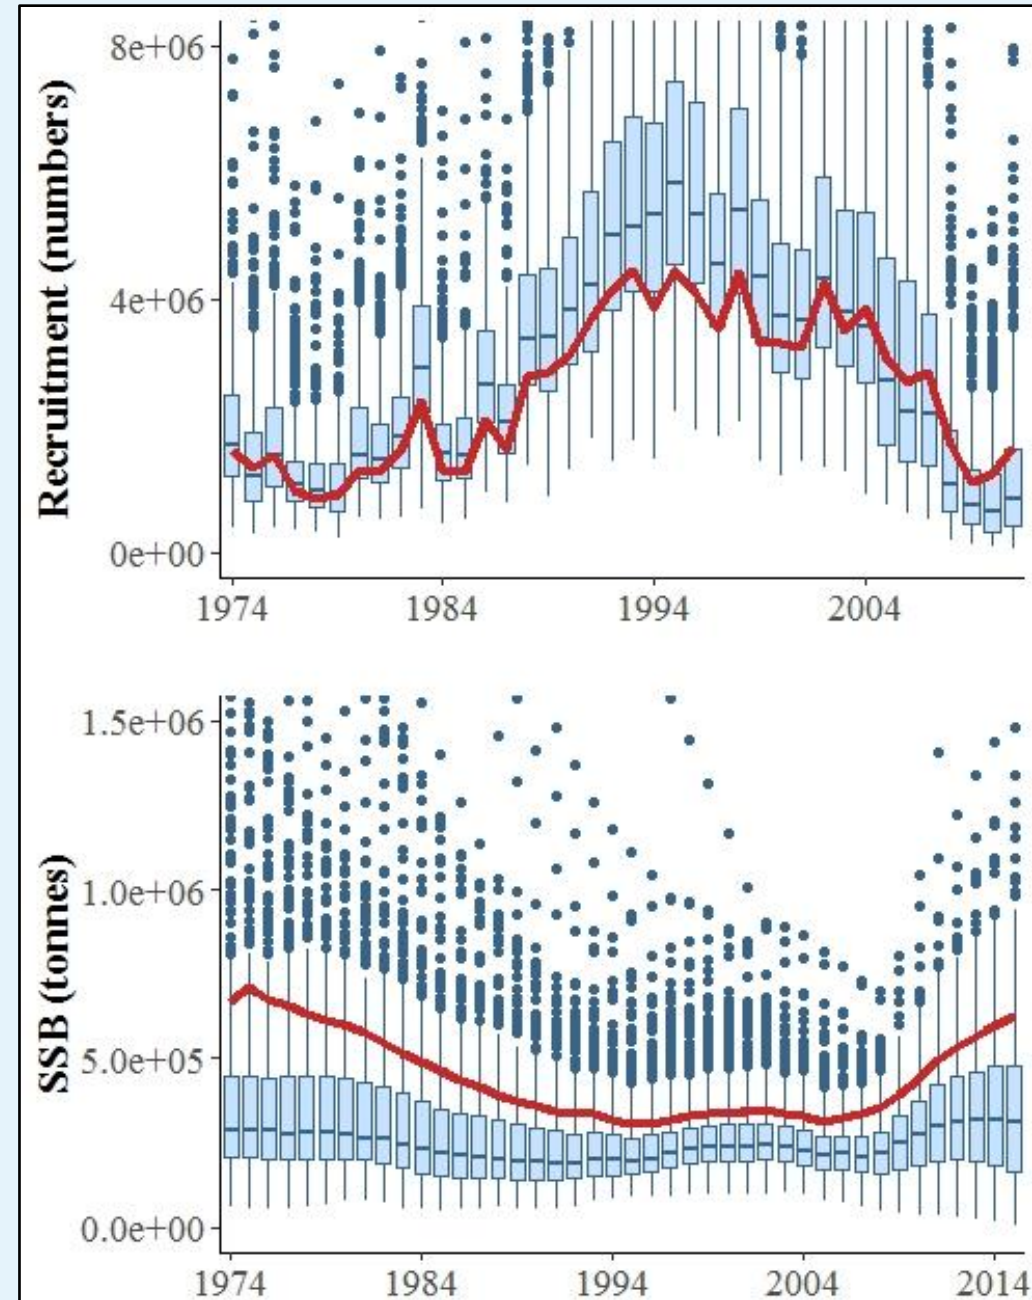 Recruitment (numbers)
8e+06
4e+06
0e+00
1974 1984 1994 2004
SSB (tonnes)
1.5e+06
1.0e+06
5.0e+05
0.0e+00
1974 1984 1994 2004 2014